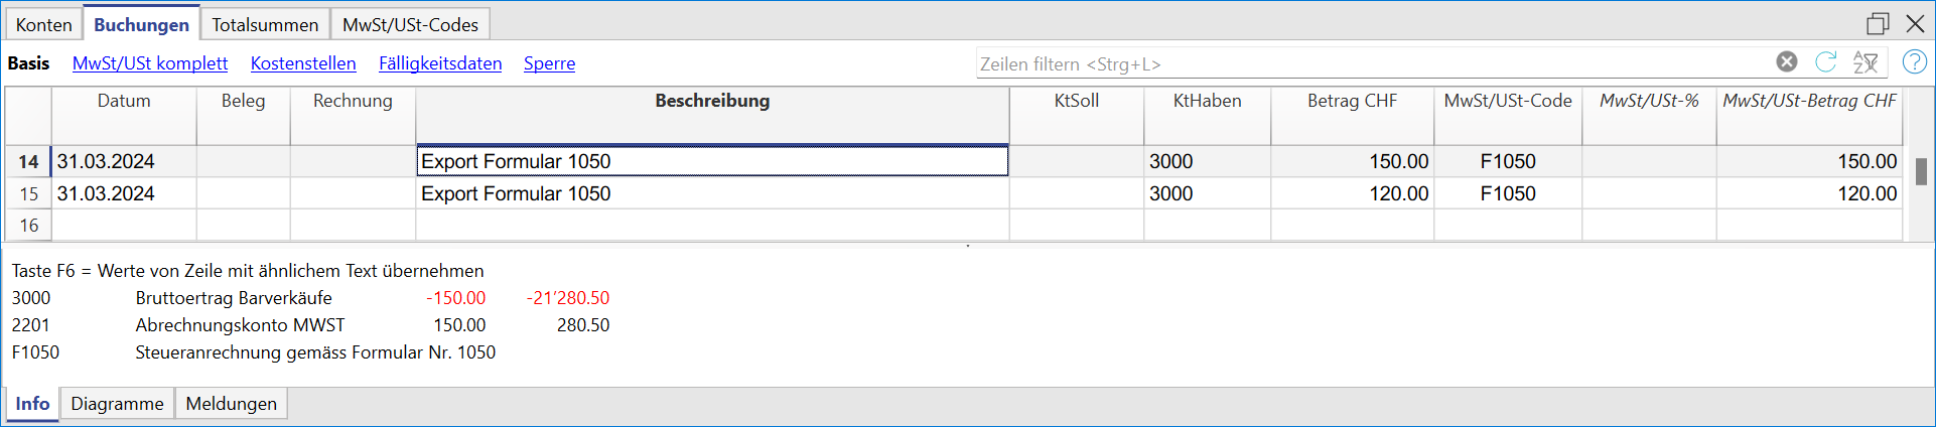 Konten Buchungen Totalsummen MwSt/USt-Codes
Basis MwSt/USt komplett Kostenstellen Fälligkeitsdaten Sperre Zeilen filtern <Strg+L>
Datum Beleg Rechnung Beschreibung KtSoll KtHaben Betrag CHF MwSt/USt-Code MwSt/USt-% MwSt/USt-Betrag CHF
14 31.03.2024 Export Formular 1050 3000 150.00 F1050 150.00
15 31.03.2024 Export Formular 1050 3000 120.00 F1050 120.00
16
Taste F6 = Werte von Zeile mit ähnlichem Text übernehmen
3000 Bruttoertrag Barverkäufe -150.00 -21'280.50
2201 Abrechnungskonto MWST 150.00 280.50
F1050 Steueranrechnung gemäss Formular Nr. 1050
Info Diagramme Meldungen